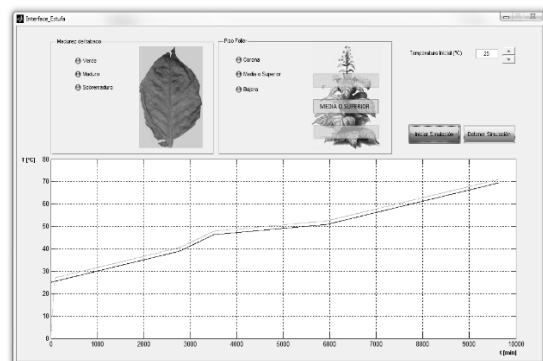 Interface_Estufa
Madurez del tabaco
Verde
Maduro
Sobremaduro
Piso Foliar
Corona
Media o Superior
Bajera
MEDIA O SUPERIOR
Temperatura Inicial (ºC)
25
Iniciar Simulación
Detener Simulación
T [ºC]
80
70
60
50
40
30
20
10
0
0 1000 2000 3000 4000 5000 6000 7000 8000 9000 10000
t [min]